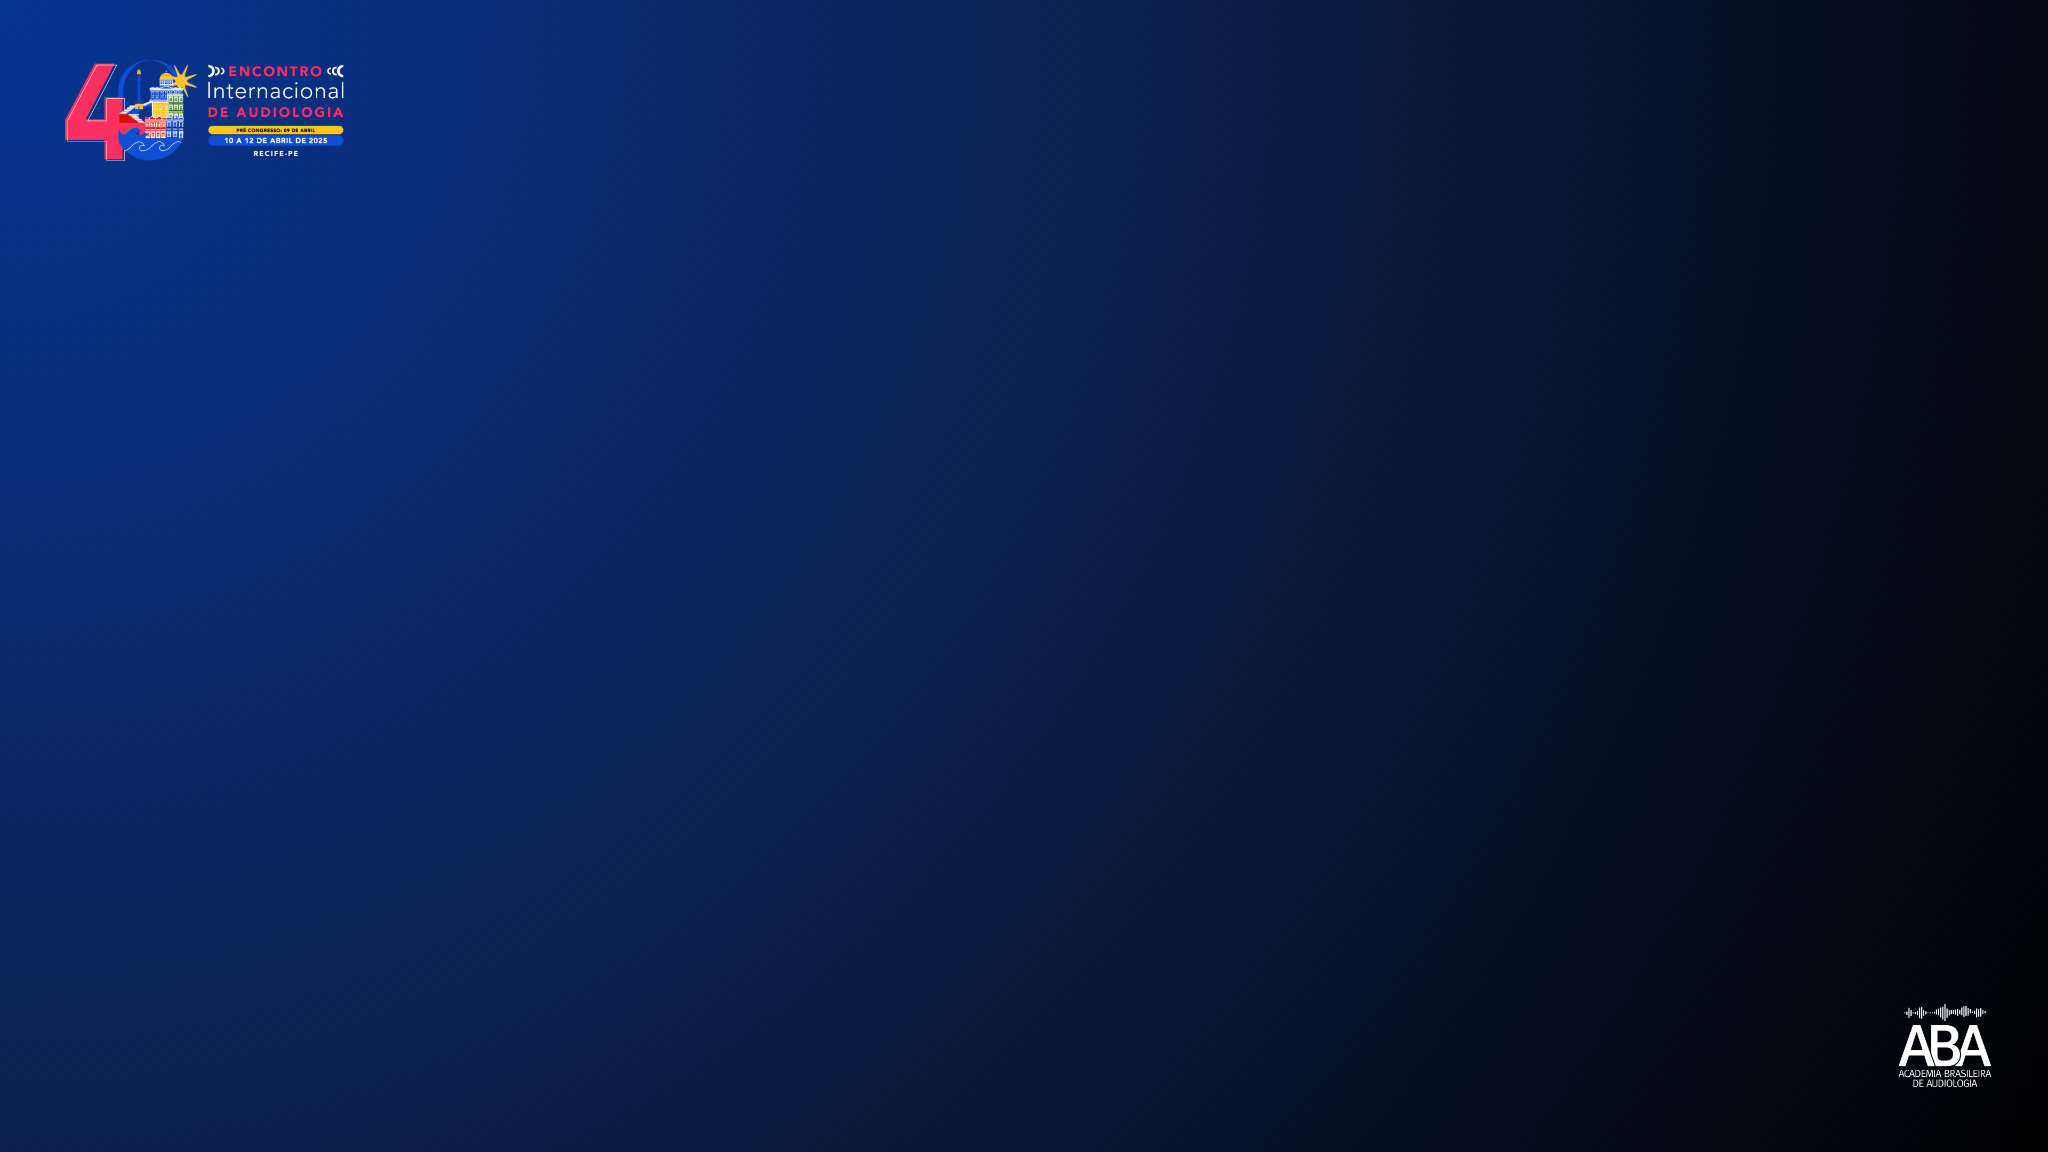 40
ENCONTRO
Internacional
DE AUDIOLOGIA
PRÉ CONGRESSO: 09 DE ABRIL
10 A 12 DE ABRIL DE 2025
RECIFE-PE
ABA
ACADEMIA BRASILEIRA
DE AUDIOLOGIA